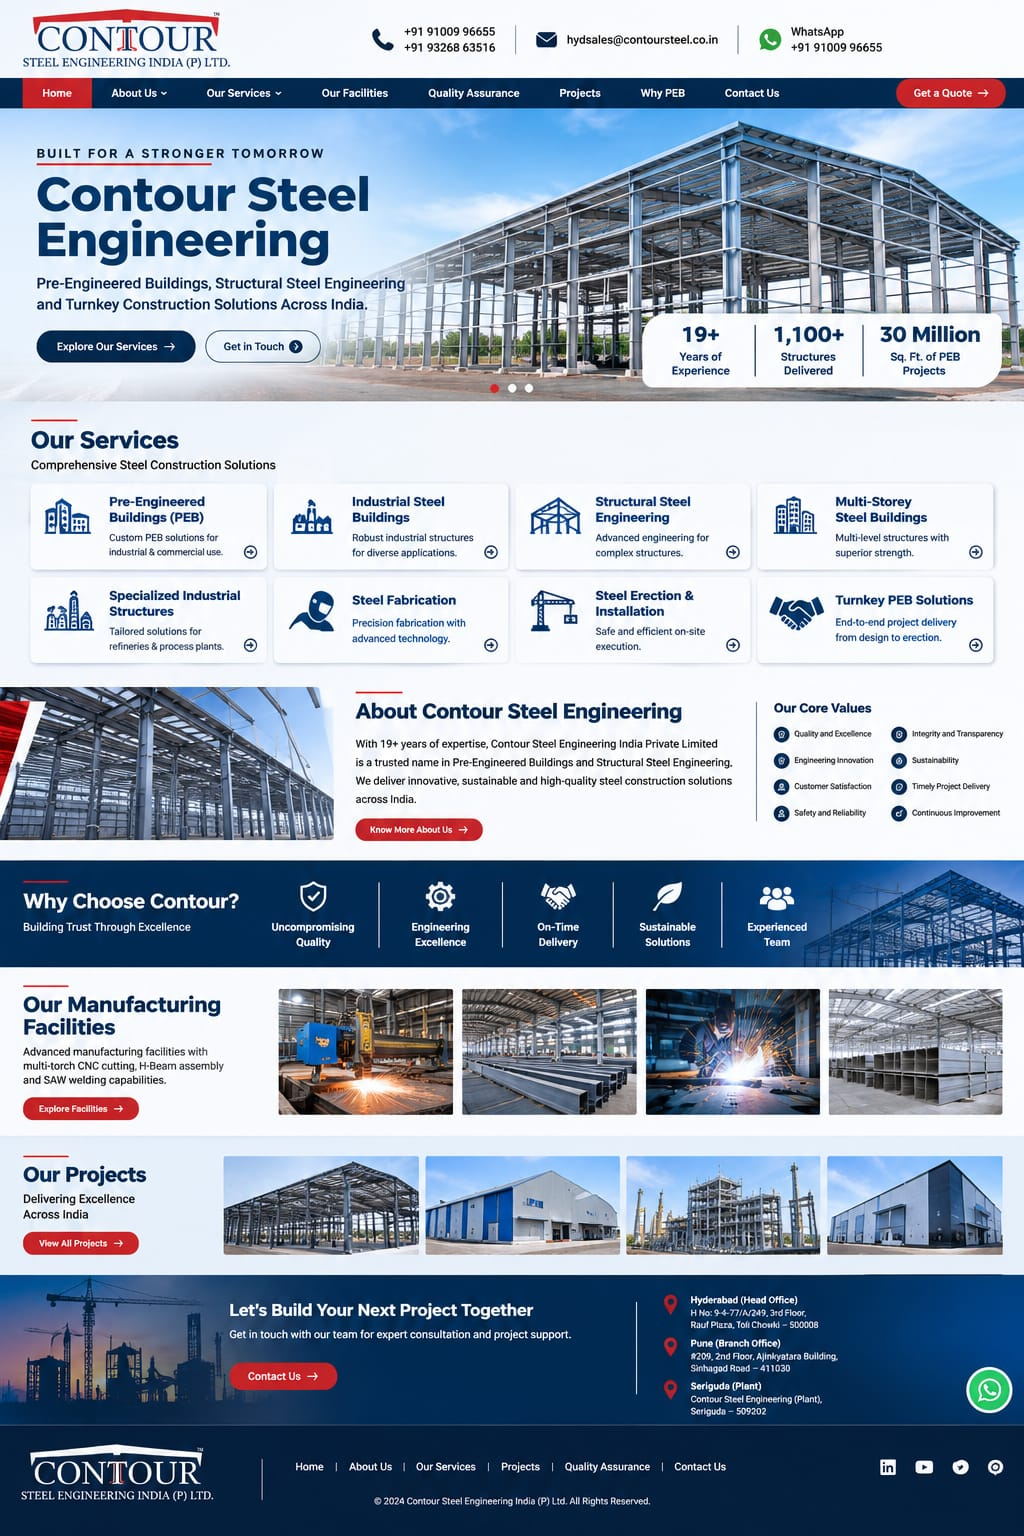 CONTOUR™
STEEL ENGINEERING INDIA (P) LTD.
+91 91009 96655
+91 93268 63516
hydsales@contoursteel.co.in
WhatsApp
+91 91009 96655
Home
About Us
Our Services
Our Facilities
Quality Assurance
Projects
Why PEB
Contact Us
Get a Quote →
BUILT FOR A STRONGER TOMORROW
Contour Steel
Engineering
Pre-Engineered Buildings, Structural Steel Engineering
and Turnkey Construction Solutions Across India.
Explore Our Services →
Get in Touch
19+
Years of
Experience
1,100+
Structures
Delivered
30 Million
Sq. Ft. of PEB
Projects
Our Services
Comprehensive Steel Construction Solutions
Pre-Engineered
Buildings (PEB)
Custom PEB solutions for
industrial & commercial use.
Industrial Steel
Buildings
Robust industrial structures
for diverse applications.
Structural Steel
Engineering
Advanced engineering for
complex structures.
Multi-Storey
Steel Buildings
Multi-level structures with
superior strength.
Specialized Industrial
Structures
Tailored solutions for
refineries & process plants.
Steel Fabrication
Precision fabrication with
advanced technology.
Steel Erection &
Installation
Safe and efficient on-site
execution.
Turnkey PEB Solutions
End-to-end project delivery
from design to erection.
About Contour Steel Engineering
With 19+ years of expertise, Contour Steel Engineering India Private Limited
is a trusted name in Pre-Engineered Buildings and Structural Steel Engineering.
We deliver innovative, sustainable and high-quality steel construction solutions
across India.
Know More About Us →
Our Core Values
Quality and Excellence
Integrity and Transparency
Engineering Innovation
Sustainability
Customer Satisfaction
Timely Project Delivery
Safety and Reliability
Continuous Improvement
Why Choose Contour?
Building Trust Through Excellence
Uncompromising
Quality
Engineering
Excellence
On-Time
Delivery
Sustainable
Solutions
Experienced
Team
Our Manufacturing
Facilities
Advanced manufacturing facilities with
multi-torch CNC cutting, H-Beam assembly
and SAW welding capabilities.
Explore Facilities →
Our Projects
Delivering Excellence
Across India
View All Projects →
Let's Build Your Next Project Together
Get in touch with our team for expert consultation and project support.
Contact Us →
Hyderabad (Head Office)
H No: 9-4-77/A/249, 3rd Floor,
Rauf Plaza, Toli Chowki – 500008
Pune (Branch Office)
#209, 2nd Floor, Ajinkyatara Building,
Sinhagad Road – 411030
Seriguda (Plant)
Contour Steel Engineering (Plant),
Seriguda – 509202
CONTOUR™
STEEL ENGINEERING INDIA (P) LTD.
Home | About Us | Our Services | Projects | Quality Assurance | Contact Us
© 2024 Contour Steel Engineering India (P) Ltd. All Rights Reserved.